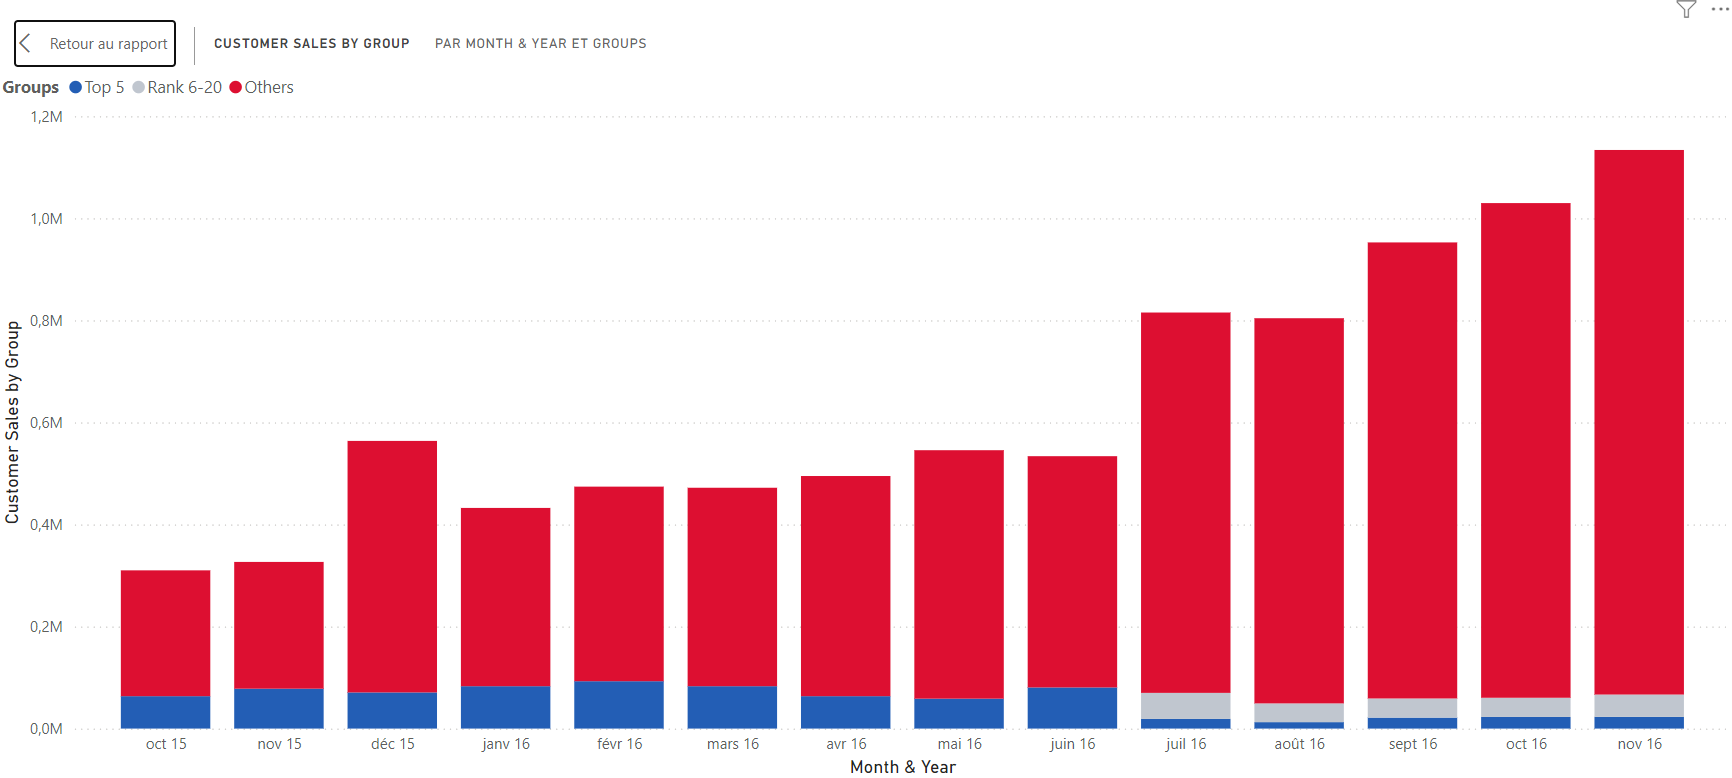 Retour au rapport
CUSTOMER SALES BY GROUP PAR MONTH & YEAR ET GROUPS
Groups Top 5 Rank 6-20 Others
1,2M
1,0M
0,8M
0,6M
0,4M
0,2M
0,0M
Customer Sales by Group
oct 15 nov 15 déc 15 janv 16 févr 16 mars 16 avr 16 mai 16 juin 16 juil 16 août 16 sept 16 oct 16 nov 16
Month & Year